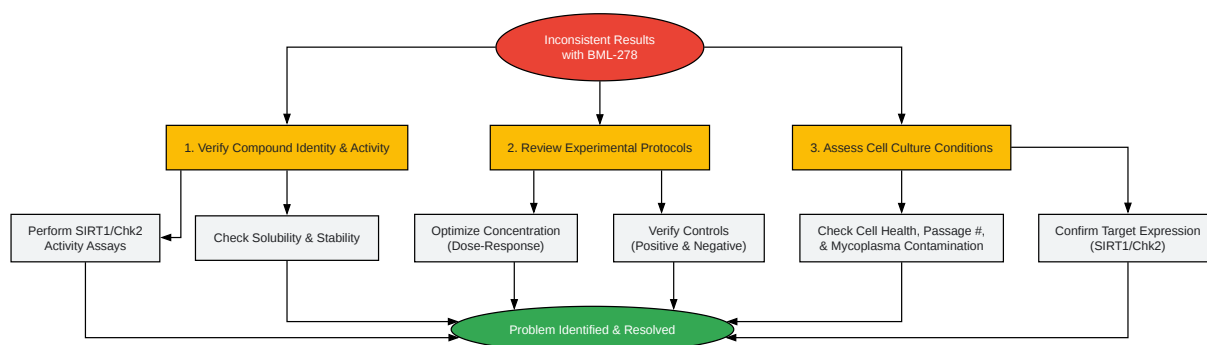 Inconsistent Results
with BML-278
1. Verify Compound Identity & Activity
2. Review Experimental Protocols
3. Assess Cell Culture Conditions
Perform SIRT1/Chk2
Activity Assays
Check Solubility & Stability
Optimize Concentration
(Dose-Response)
Verify Controls
(Positive & Negative)
Check Cell Health, Passage #,
& Mycoplasma Contamination
Confirm Target Expression
(SIRT1/Chk2)
Problem Identified & Resolved